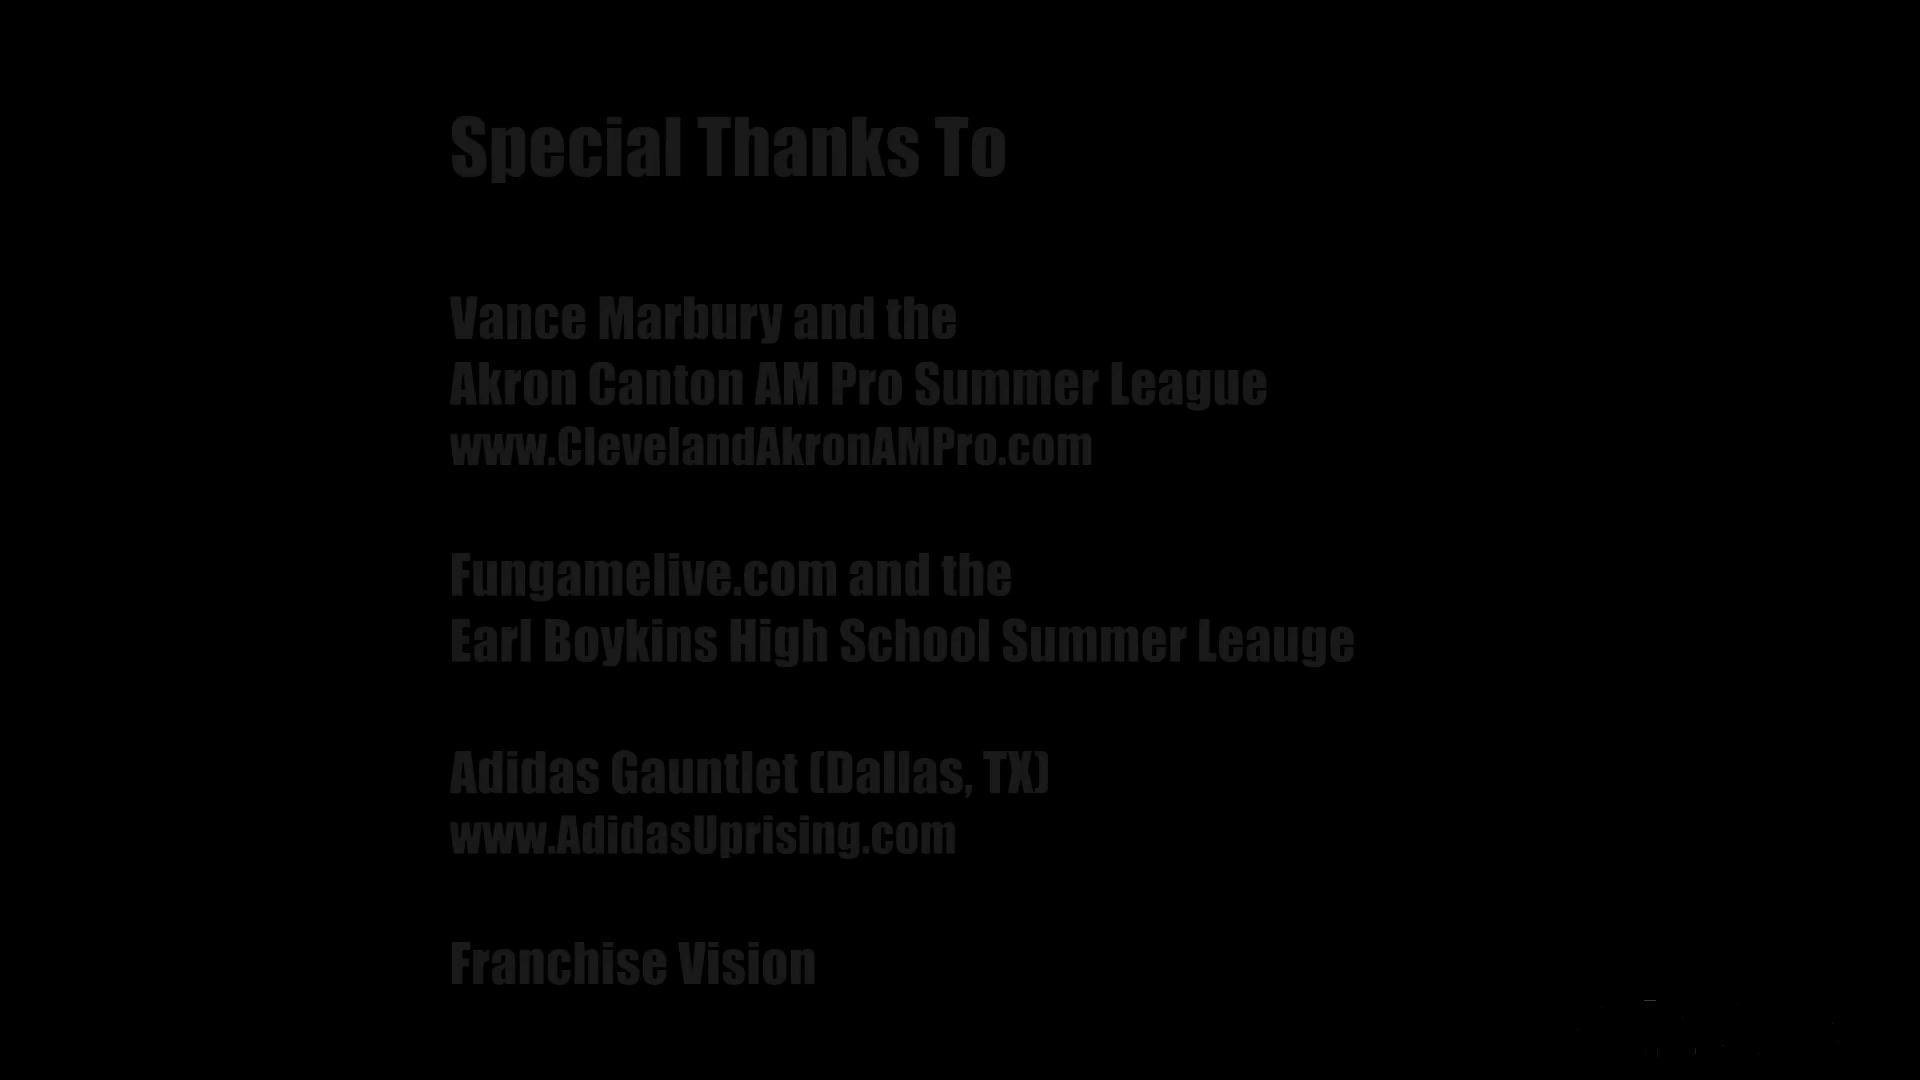 Special Thanks To
Vance Marbury and the
Akron Canton AM Pro Summer League
www.ClevelandAkronAMPro.com
Fungamelive.com and the
Earl Boykins High School Summer Leauge
Adidas Gauntlet (Dallas, TX)
www.AdidasUprising.com
Franchise Vision